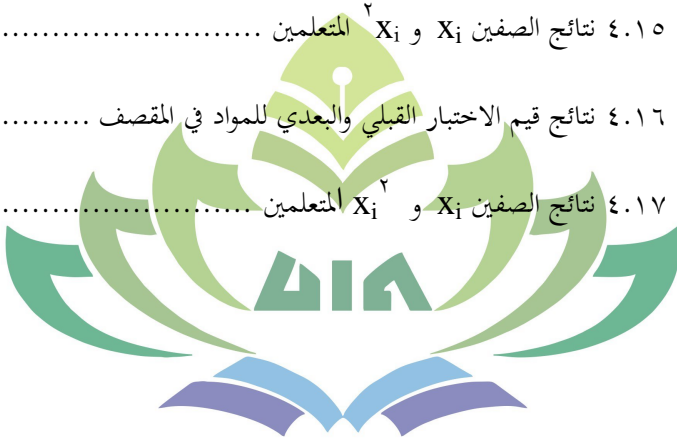 ٤.١٥ نتائج الصفين xi و xi٢ المتعلمين ..........................
٤.١٦ نتائج قيم الاختبار القبلي والبعدي للمواد في المقصف .........
٤.١٧ نتائج الصفين xi و xi٢ المتعلمين ..........................
UIN